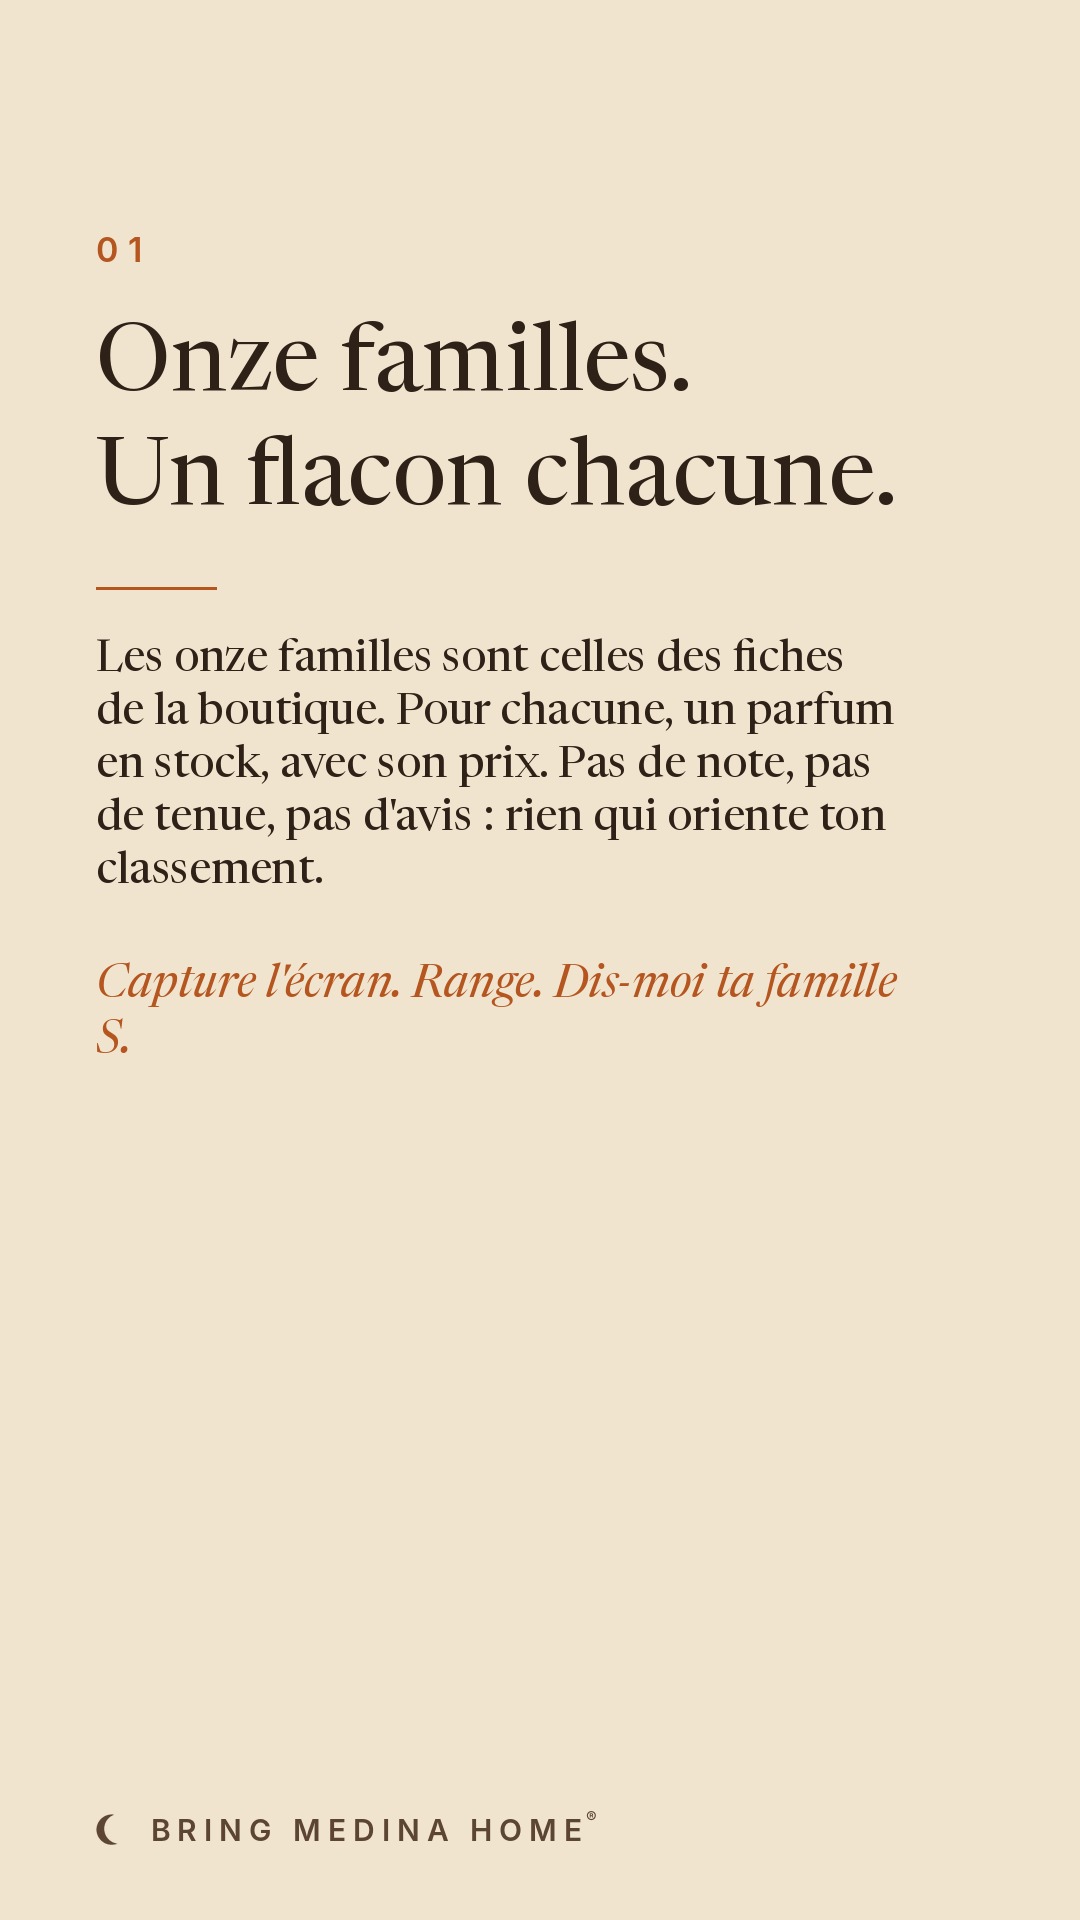 01
Onze familles.
Un flacon chacune.
Les onze familles sont celles des fiches
de la boutique. Pour chacune, un parfum
en stock, avec son prix. Pas de note, pas
de tenue, pas d'avis : rien qui oriente ton
classement.
Capture l'écran. Range. Dis-moi ta famille
S.
BRING MEDINA HOME®